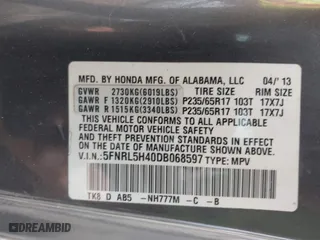 MFD. BY HONDA MFG. OF ALABAMA, LLC 04/'13
GVWR 2730KG(6019LBS) TIRE SIZE RIM SIZE
GAWR F 1320KG(2910LBS) P235/65R17 103T 17X7J
GAWR R 1515KG(3340LBS) P235/65R17 103T 17X7J
THIS VEHICLE CONFORMS TO ALL APPLICABLE
FEDERAL MOTOR VEHICLE SAFETY AND THEFT
PREVENTION STANDARDS IN EFFECT ON THE DATE
OF MANUFACTURE SHOWN ABOVE.
V.I.N:5FNRL5H40DB068597 TYPE: MPV
TK8 D A85 -NH777M -C -B